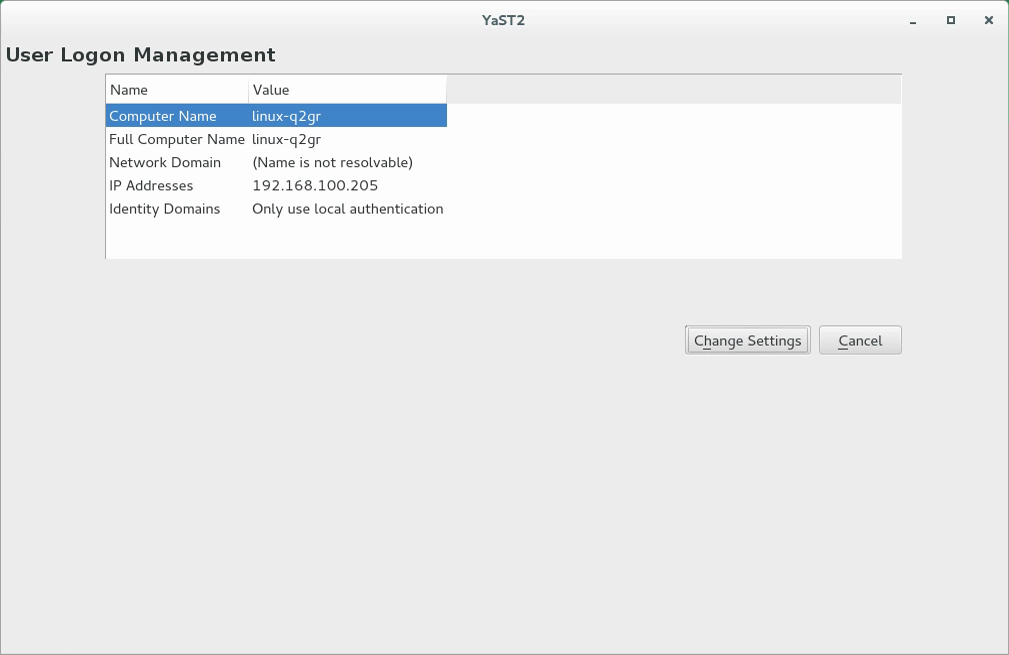 YaST2
User Logon Management
Name Value
Computer Name linux-q2gr
Full Computer Name linux-q2gr
Network Domain (Name is not resolvable)
IP Addresses 192.168.100.205
Identity Domains Only use local authentication
Change Settings Cancel